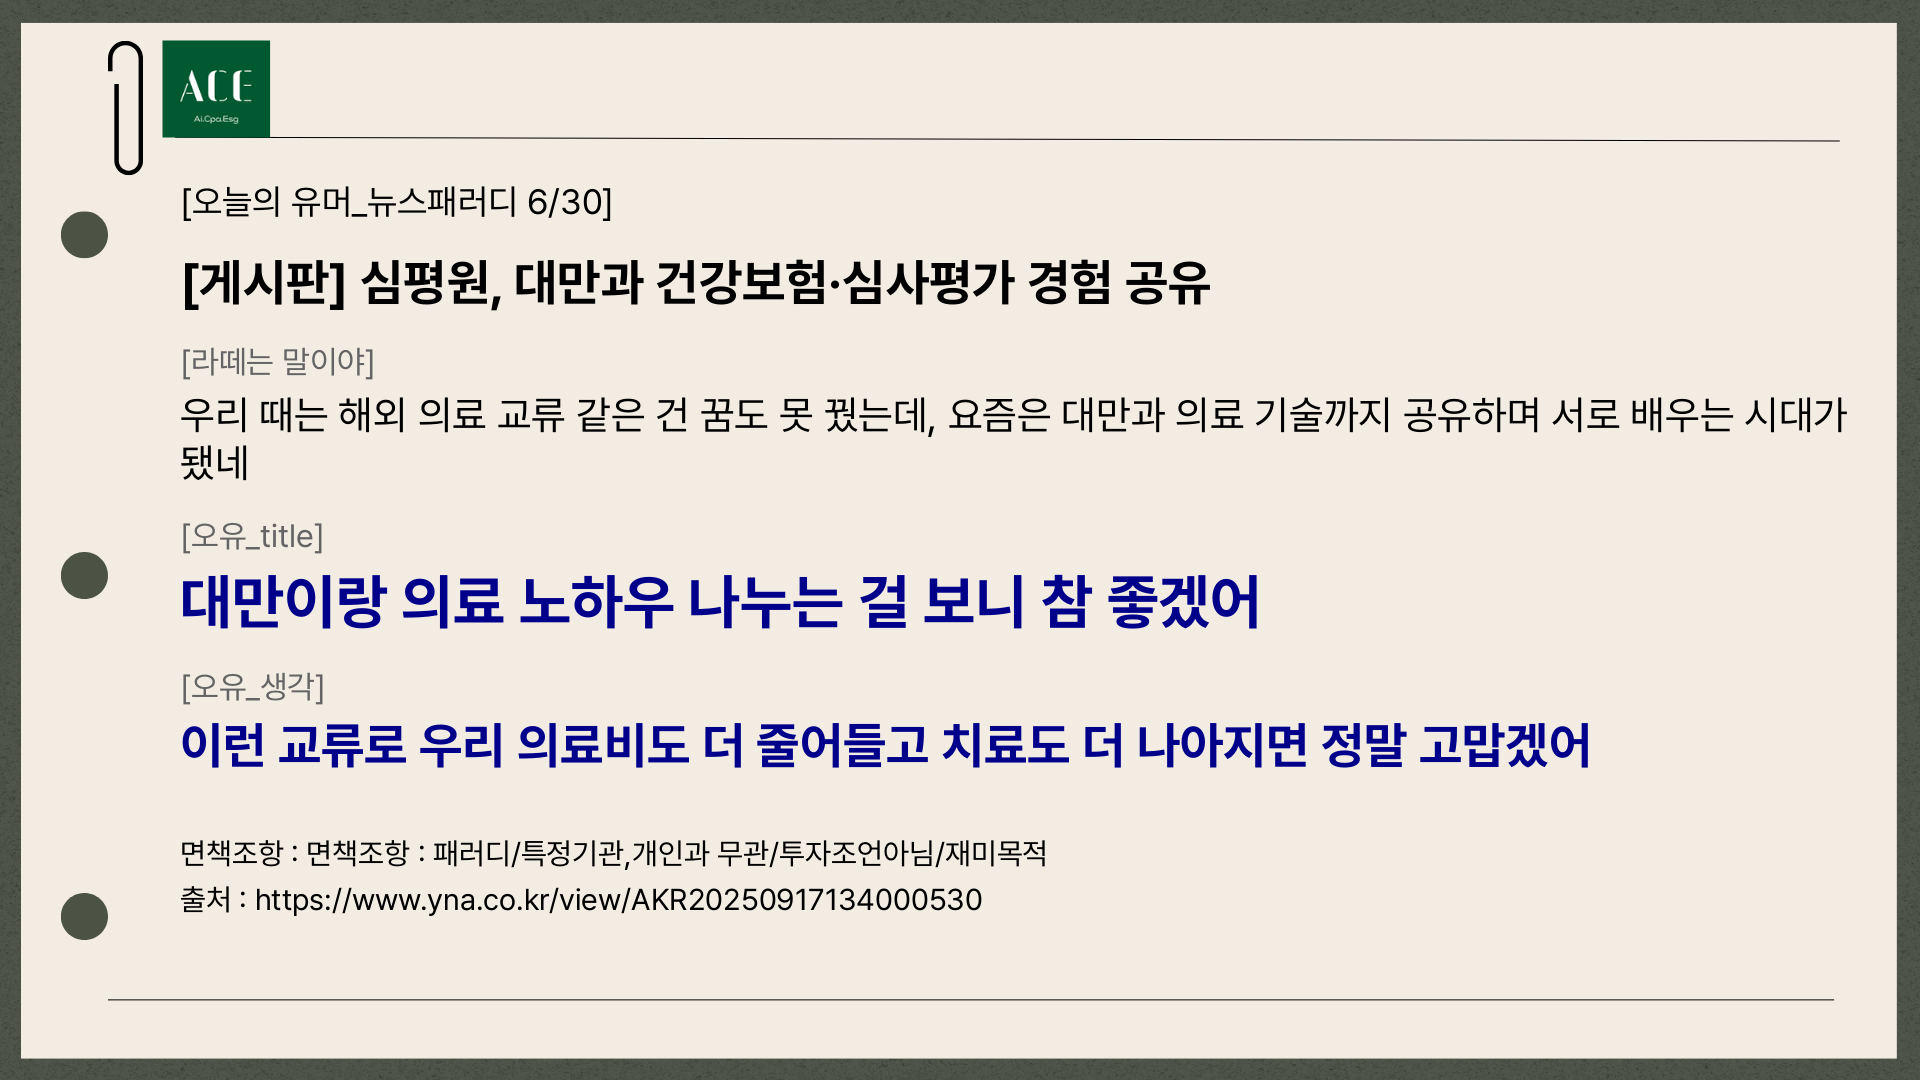 ACE
Ai.Cpa.Esg
[오늘의 유머_뉴스패러디 6/30]
[게시판] 심평원, 대만과 건강보험·심사평가 경험 공유
[라떼는 말이야]
우리 때는 해외 의료 교류 같은 건 꿈도 못 꿨는데, 요즘은 대만과 의료 기술까지 공유하며 서로 배우는 시대가
됐네
[오유_title]
대만이랑 의료 노하우 나누는 걸 보니 참 좋겠어
[오유_생각]
이런 교류로 우리 의료비도 더 줄어들고 치료도 더 나아지면 정말 고맙겠어
면책조항 : 면책조항 : 패러디/특정기관,개인과 무관/투자조언아님/재미목적
출처 : https://www.yna.co.kr/view/AKR20250917134000530